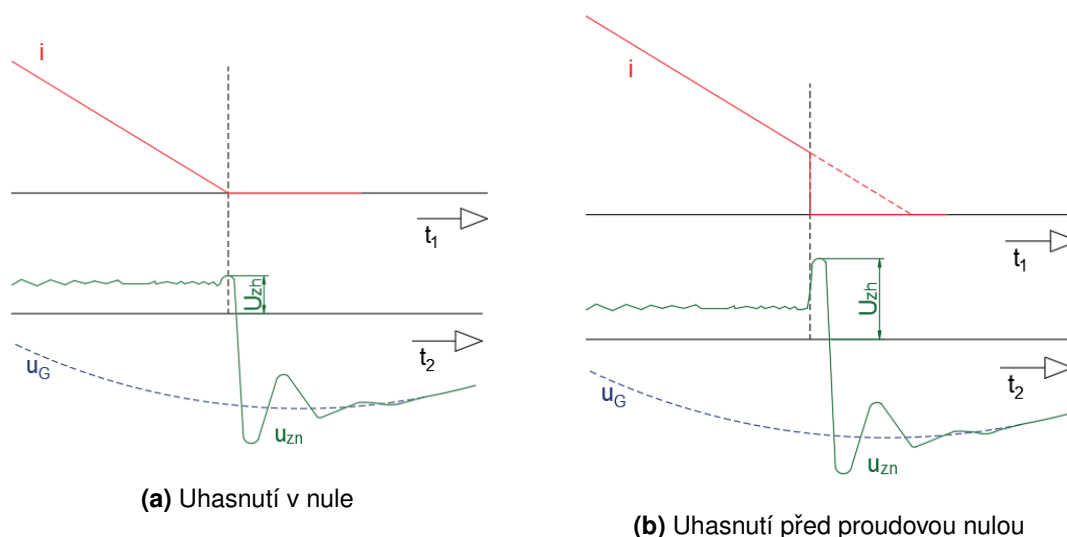 i
t1
Uzh
t2
uG
uzn
(a) Uhasnutí v nule
i
t1
Uzh
t2
uG
uzn
(b) Uhasnutí před proudovou nulou